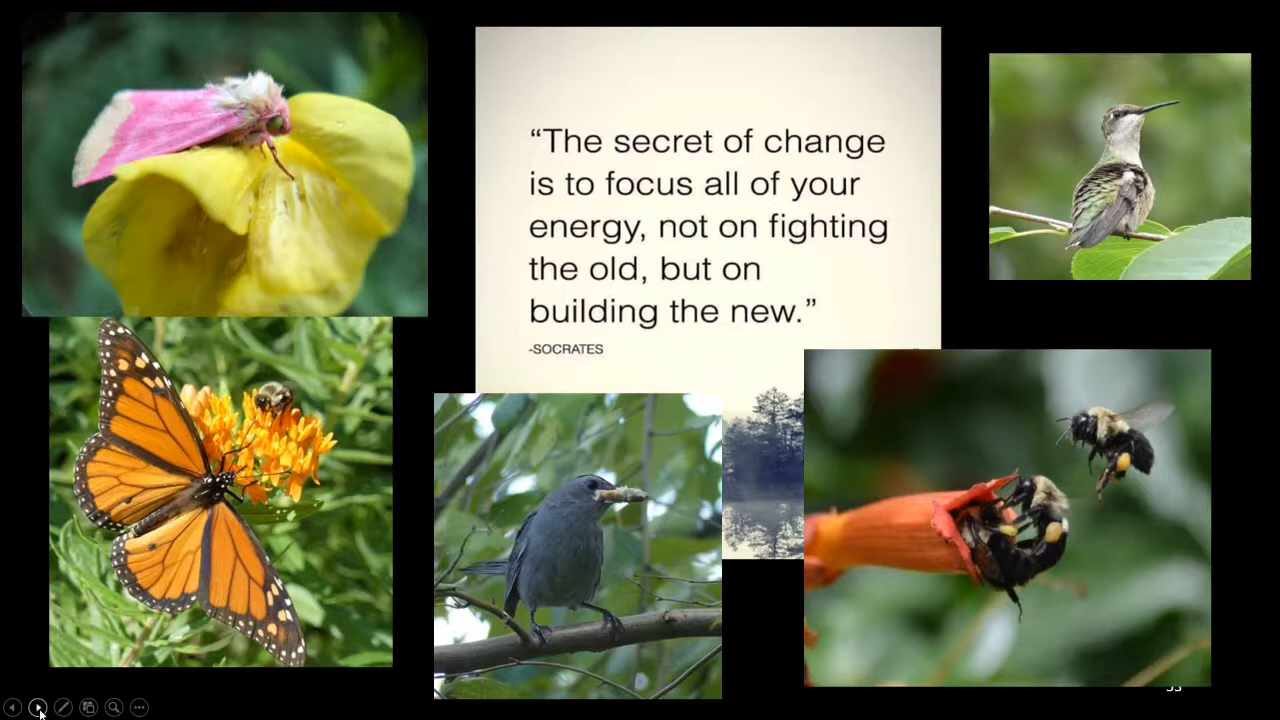 “The secret of change
is to focus all of your
energy, not on fighting
the old, but on
building the new.”
-SOCRATES